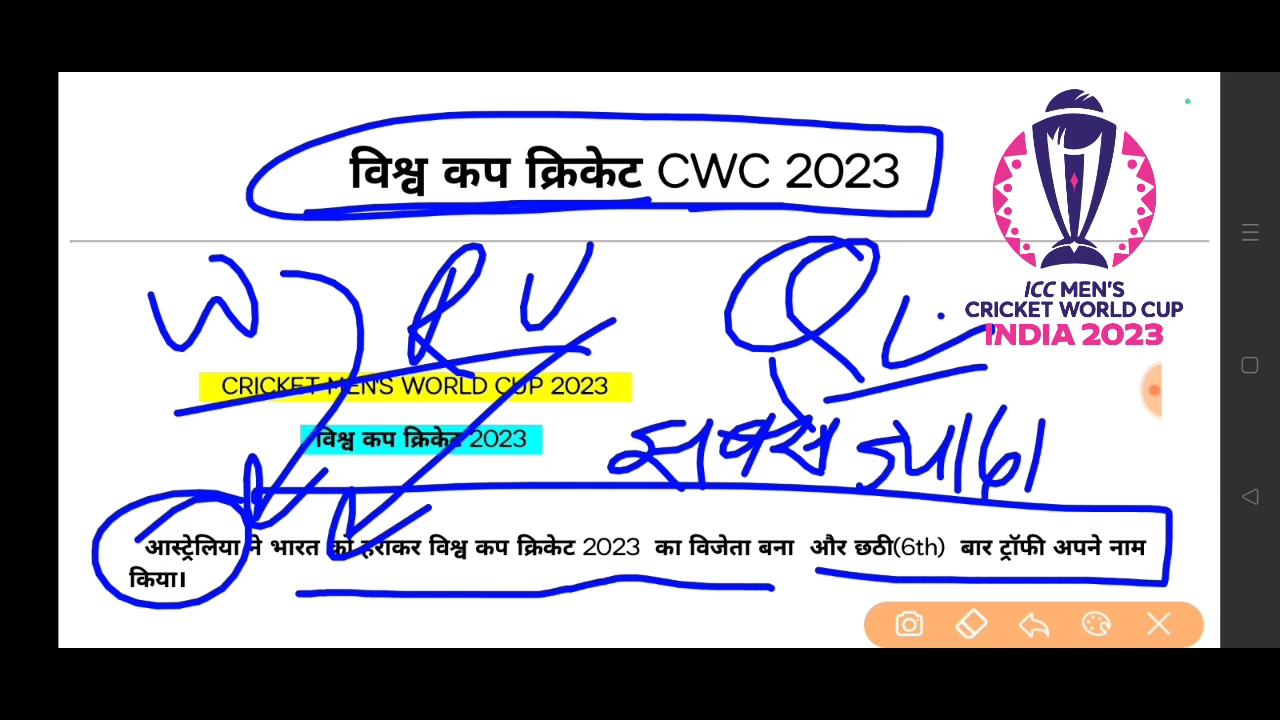 विश्व कप क्रिकेट CWC 2023
ICC MEN'S
CRICKET WORLD CUP
INDIA 2023
W R U
CRICKET MEN'S WORLD CUP 2023
विश्व कप क्रिकेट 2023
आस्ट्रेलिया ने भारत को हराकर विश्व कप क्रिकेट 2023 का विजेता बना और छठी(6th) बार ट्रॉफी अपने नाम
किया।